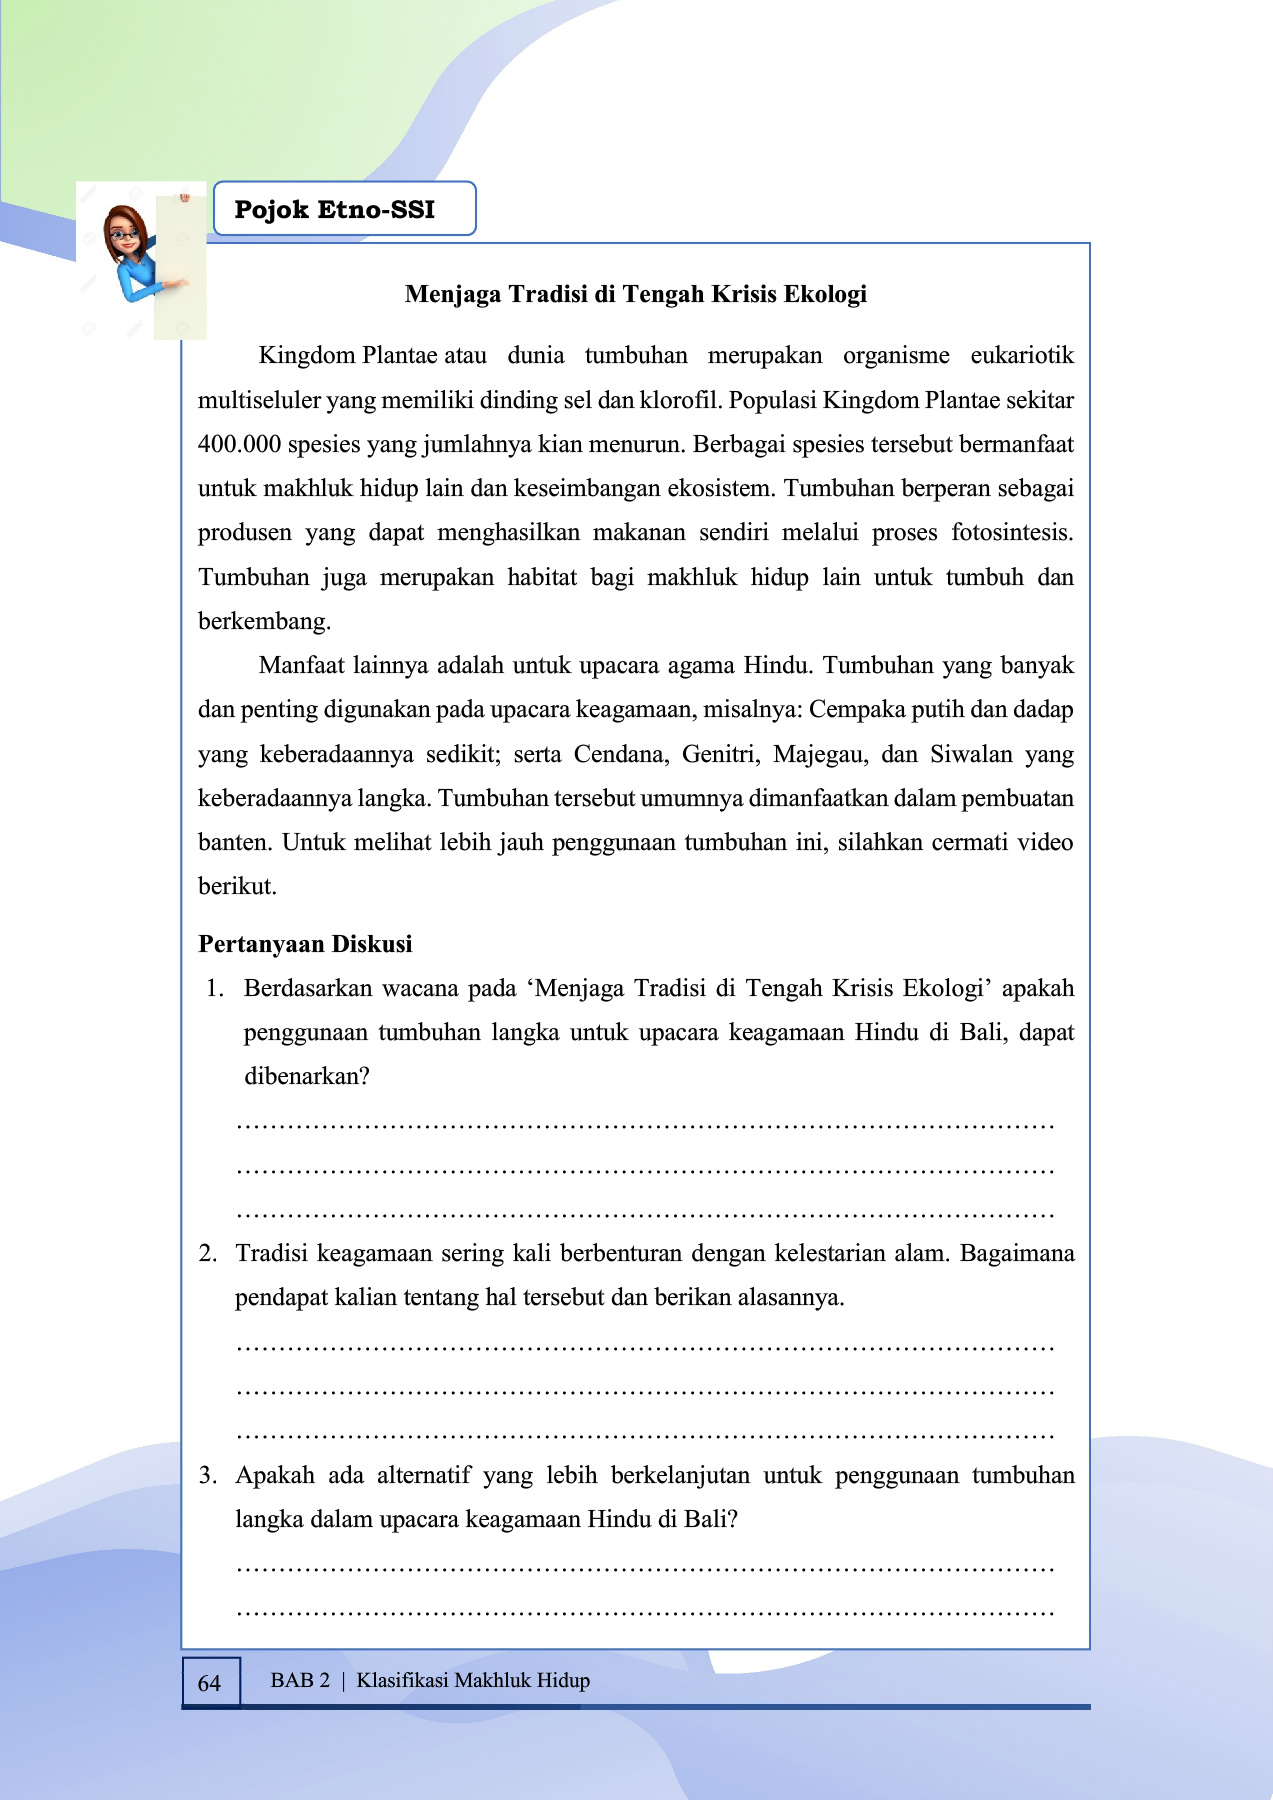 Pojok Etno-SSI
Menjaga Tradisi di Tengah Krisis Ekologi
Kingdom Plantae atau dunia tumbuhan merupakan organisme eukariotik
multiseluler yang memiliki dinding sel dan klorofil. Populasi Kingdom Plantae sekitar
400.000 spesies yang jumlahnya kian menurun. Berbagai spesies tersebut bermanfaat
untuk makhluk hidup lain dan keseimbangan ekosistem. Tumbuhan berperan sebagai
produsen yang dapat menghasilkan makanan sendiri melalui proses fotosintesis.
Tumbuhan juga merupakan habitat bagi makhluk hidup lain untuk tumbuh dan
berkembang.
Manfaat lainnya adalah untuk upacara agama Hindu. Tumbuhan yang banyak
dan penting digunakan pada upacara keagamaan, misalnya: Cempaka putih dan dadap
yang keberadaannya sedikit; serta Cendana, Genitri, Majegau, dan Siwalan yang
keberadaannya langka. Tumbuhan tersebut umumnya dimanfaatkan dalam pembuatan
banten. Untuk melihat lebih jauh penggunaan tumbuhan ini, silahkan cermati video
berikut.
Pertanyaan Diskusi
1. Berdasarkan wacana pada ‘Menjaga Tradisi di Tengah Krisis Ekologi’ apakah
penggunaan tumbuhan langka untuk upacara keagamaan Hindu di Bali, dapat
dibenarkan?
2. Tradisi keagamaan sering kali berbenturan dengan kelestarian alam. Bagaimana
pendapat kalian tentang hal tersebut dan berikan alasannya.
3. Apakah ada alternatif yang lebih berkelanjutan untuk penggunaan tumbuhan
langka dalam upacara keagamaan Hindu di Bali?
64 BAB 2 | Klasifikasi Makhluk Hidup